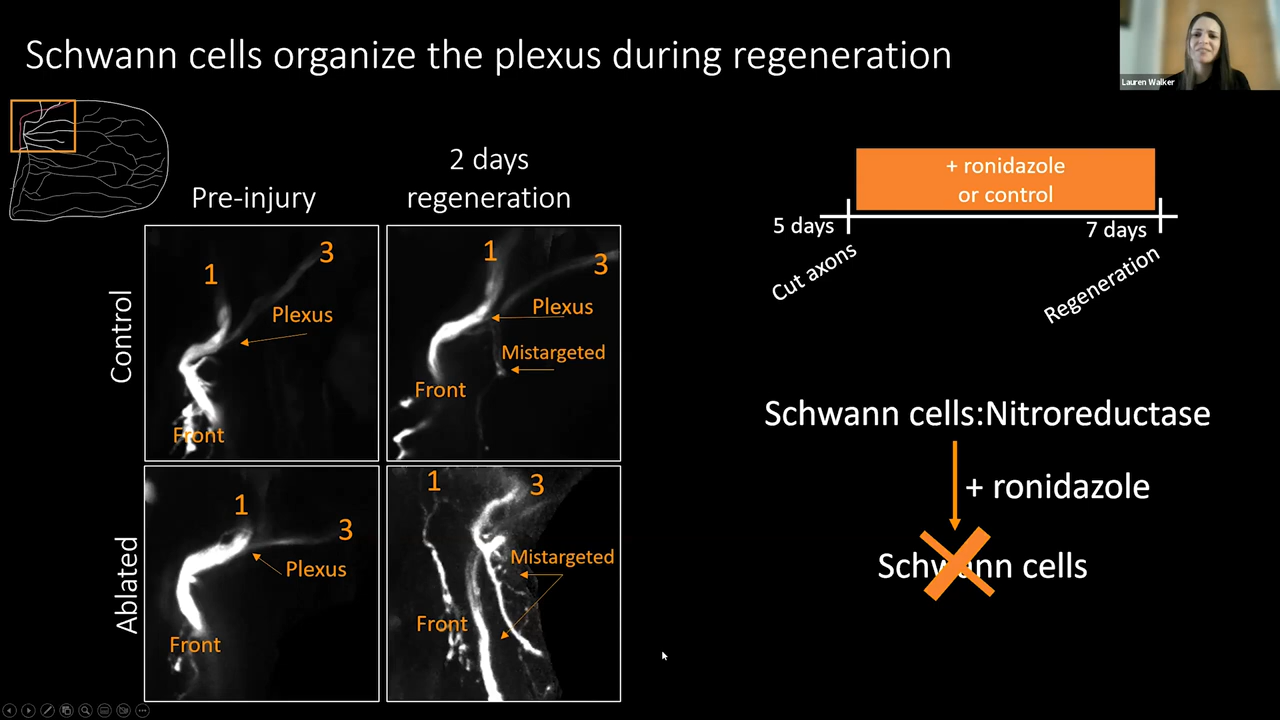 Schwann cells organize the plexus during regeneration
Lauren Walker
Pre-injury
2 days
regeneration
Control
1
3
Plexus
Front
1
3
Plexus
Mistargeted
Front
Ablated
1
3
Plexus
Front
1
3
Mistargeted
Front
+ ronidazole
or control
5 days
7 days
Cut axons
Regeneration
Schwann cells:Nitroreductase
+ ronidazole
Schwann cells